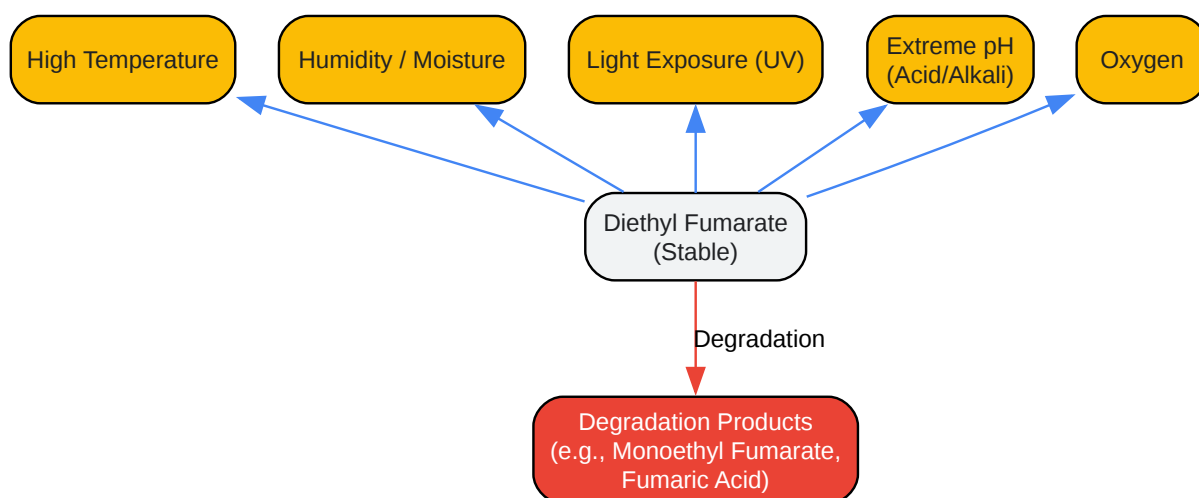 High Temperature
Humidity / Moisture
Light Exposure (UV)
Extreme pH
(Acid/Alkali)
Oxygen
Diethyl Fumarate
(Stable)
Degradation
Degradation Products
(e.g., Monoethyl Fumarate,
Fumaric Acid)